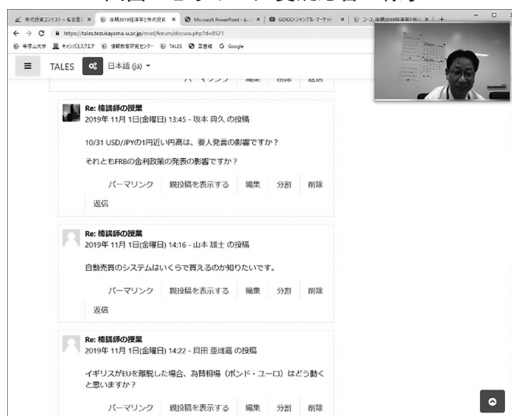 TALES
日本語 (ja)
Re: 楠講師の授業
2019年 11月 1日(金曜日) 13:45 - 坂本 典久 の投稿
10/31 USD/JPYの1円近い円高は、要人発言の影響ですか？
それともFRBの金利政策の発表の影響ですか？
パーマリンク 親投稿を表示する 編集 分割 削除
返信
Re: 楠講師の授業
2019年 11月 1日(金曜日) 14:16 - 山本 雄士 の投稿
自動売買のシステムはいくらで買えるのか知りたいです。
パーマリンク 親投稿を表示する 編集 分割 削除
返信
Re: 楠講師の授業
2019年 11月 1日(金曜日) 14:22 - 貝田 亜雄嘉 の投稿
イギリスがEUを離脱した場合、為替相場（ポンド・ユーロ）はどう動く
と思いますか？
パーマリンク 親投稿を表示する 編集 分割 削除